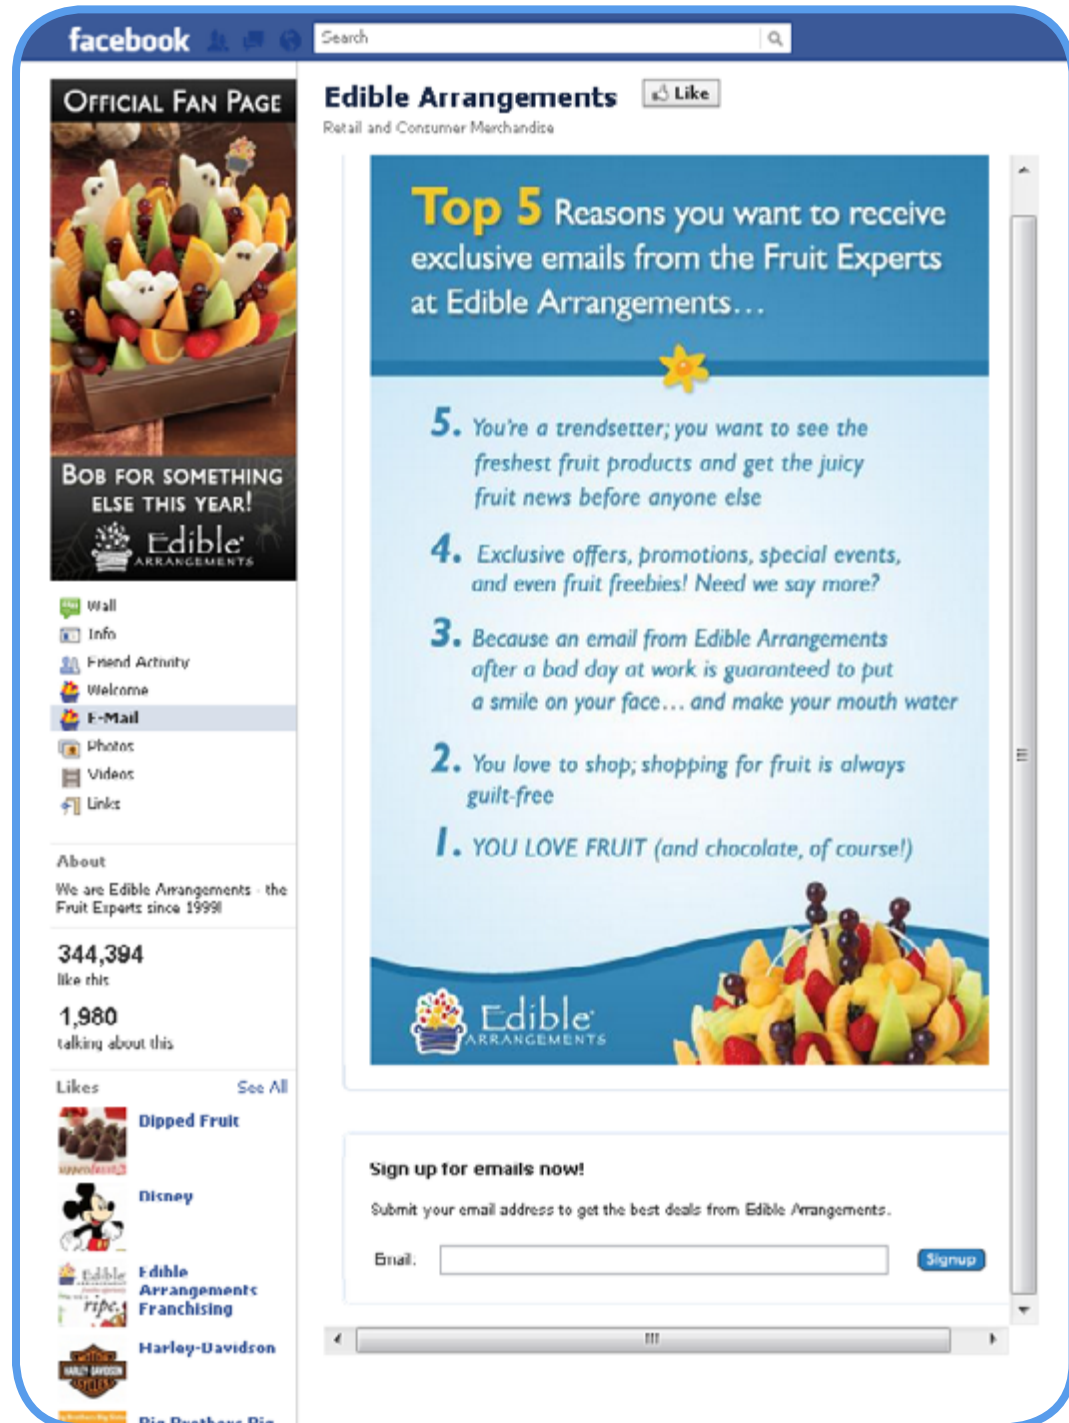 facebook
Search
OFFICIAL FAN PAGE
BOB FOR SOMETHING
ELSE THIS YEAR!
Edible
ARRANGEMENTS
Wall
Info
Friend Activity
Welcome
E-Mail
Photos
Videos
Links
About
We are Edible Arrangements - the
Fruit Experts since 1999!
344,394
like this
1,980
talking about this
Likes
See All
Dipped Fruit
Disney
Edible
Arrangements
Franchising
Harley-Davidson
Big Brothers Big
Edible Arrangements
Like
Retail and Consumer Merchandise
Top 5 Reasons you want to receive
exclusive emails from the Fruit Experts
at Edible Arrangements...
5. You're a trendsetter; you want to see the
freshest fruit products and get the juicy
fruit news before anyone else
4. Exclusive offers, promotions, special events,
and even fruit freebies! Need we say more?
3. Because an email from Edible Arrangements
after a bad day at work is guaranteed to put
a smile on your face... and make your mouth water
2. You love to shop; shopping for fruit is always
guilt-free
1. YOU LOVE FRUIT (and chocolate, of course!)
Edible
ARRANGEMENTS
Sign up for emails now!
Submit your email address to get the best deals from Edible Arrangements.
Email:
Signup